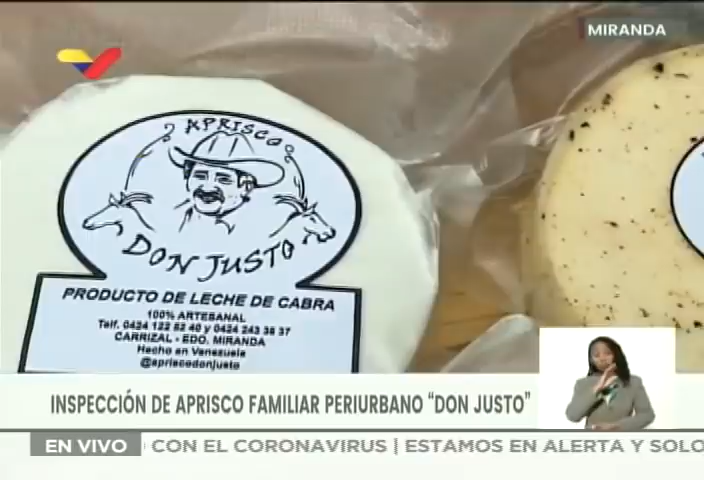 MIRANDA
APRISCO
DON JUSTO
PRODUCTO DE LECHE DE CABRA
100% ARTESANAL
Telf. 0424 122 52 40 y 0424 243 38 37
CARRIZAL - EDO. MIRANDA
Hecho en Venezuela
@apriscodonjusto
INSPECCIÓN DE APRISCO FAMILIAR PERIURBANO "DON JUSTO"
EN VIVO
CON EL CORONAVIRUS | ESTAMOS EN ALERTA Y SOLO